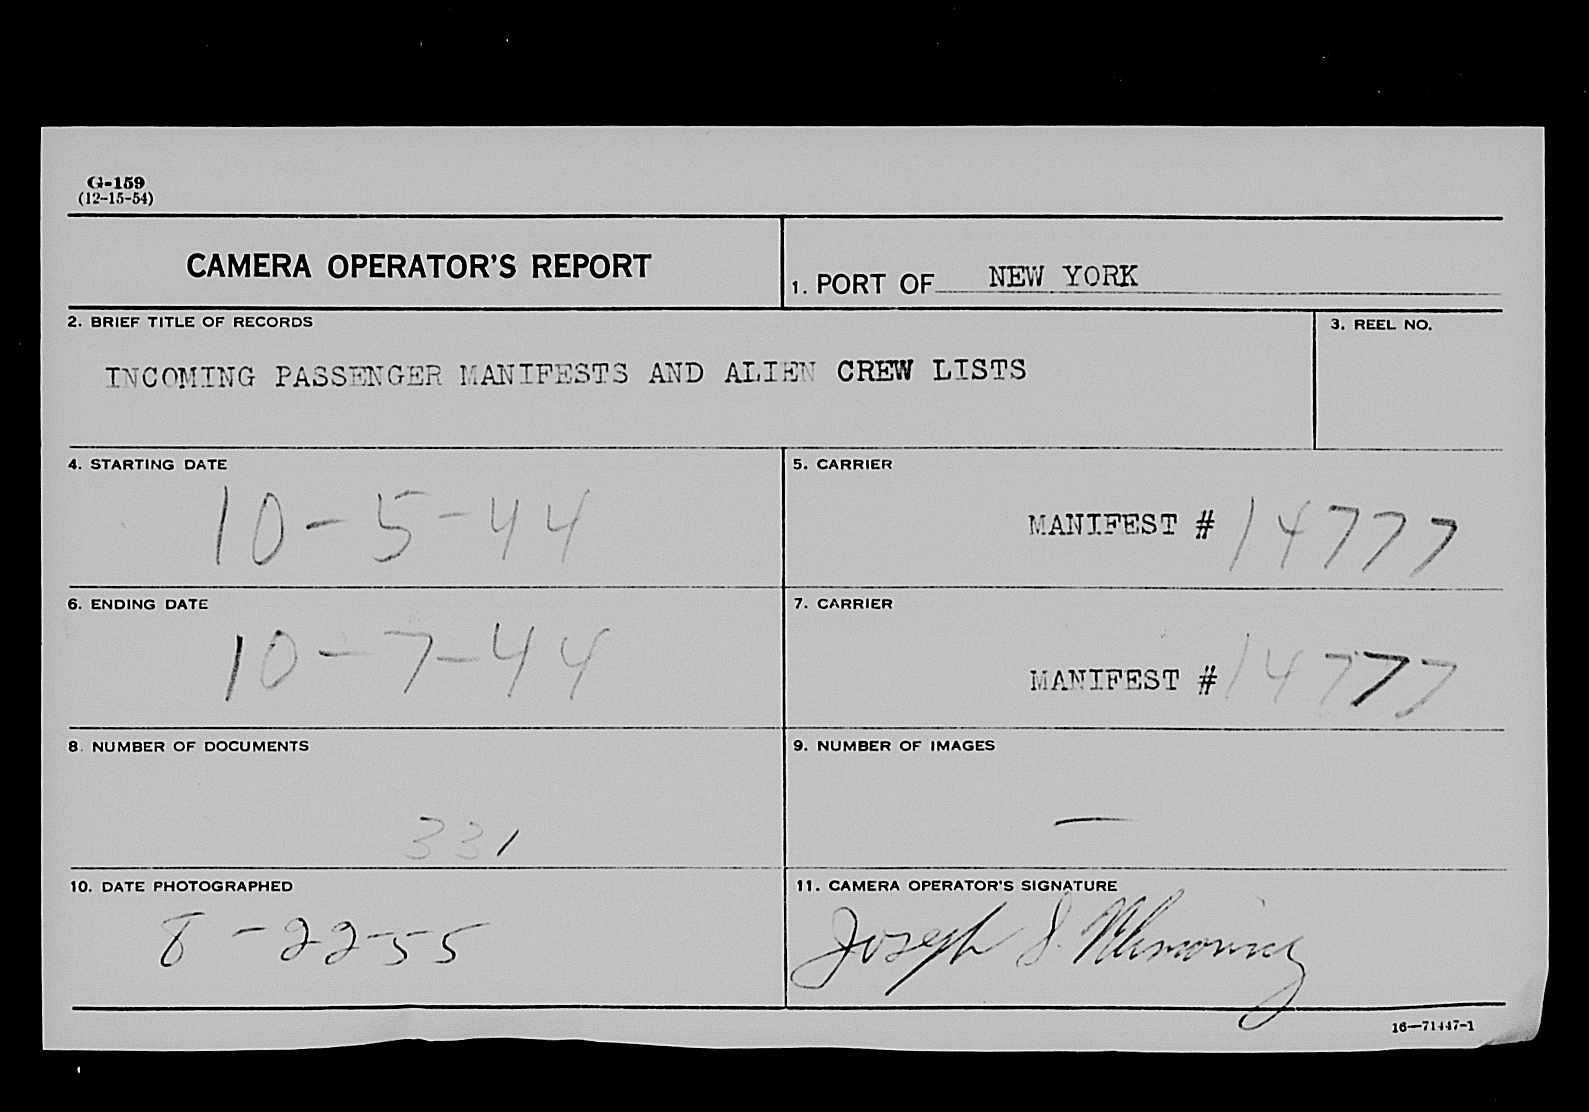 G-159
(12-15-54)
CAMERA OPERATOR'S REPORT
1. PORT OF NEW YORK
2. BRIEF TITLE OF RECORDS
INCOMING PASSENGER MANIFESTS AND ALIEN CREW LISTS
3. REEL NO.
4. STARTING DATE
10-5-44
5. CARRIER
MANIFEST # 14777
6. ENDING DATE
10-7-44
7. CARRIER
MANIFEST # 14777
8. NUMBER OF DOCUMENTS
331
9. NUMBER OF IMAGES
—
10. DATE PHOTOGRAPHED
8-22-55
11. CAMERA OPERATOR'S SIGNATURE
Joseph
16—71447-1